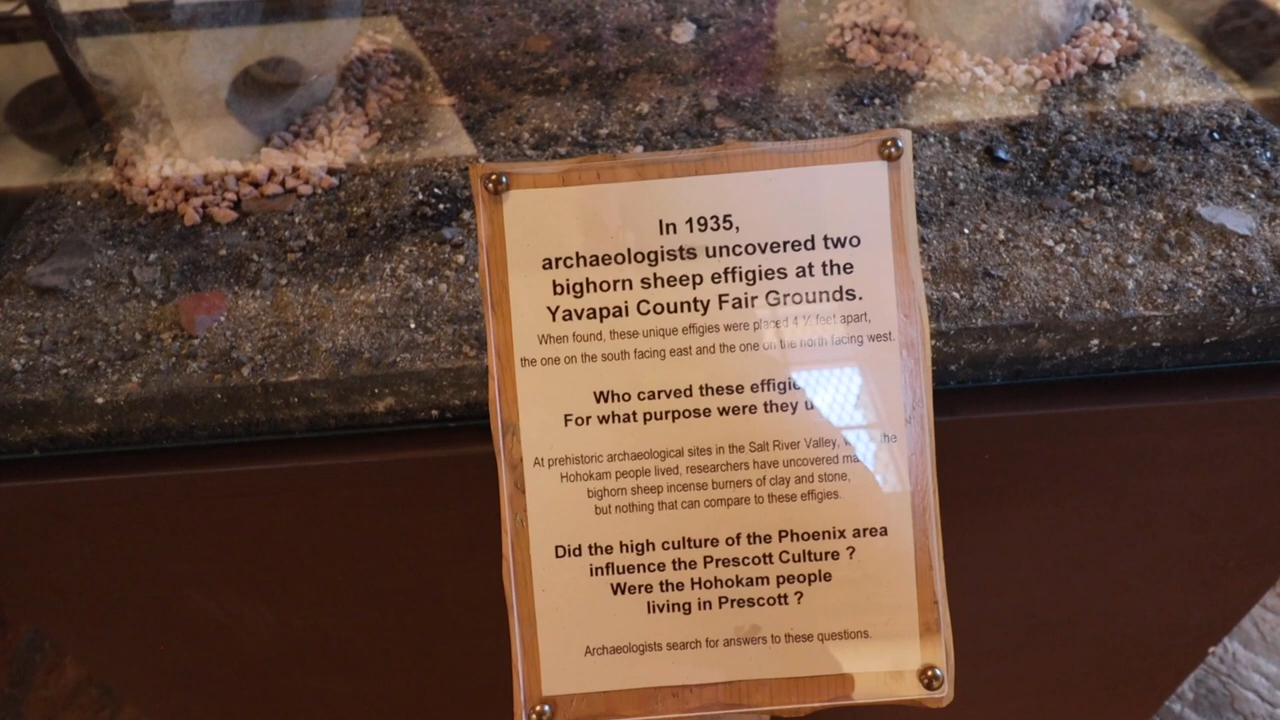 In 1935,
archaeologists uncovered two
bighorn sheep effigies at the
Yavapai County Fair Grounds.
When found, these unique effigies were placed 4 ½ feet apart,
the one on the south facing east and the one on the north facing west.
Who carved these
For what purpose were they
At prehistoric archaeological sites in the Salt River Valley, the
Hohokam people lived, researchers have uncovered
bighorn sheep incense burners of clay and stone,
but nothing that can compare to these effigies.
Did the high culture of the Phoenix area
influence the Prescott Culture ?
Were the Hohokam people
living in Prescott ?
Archaeologists search for answers to these questions.